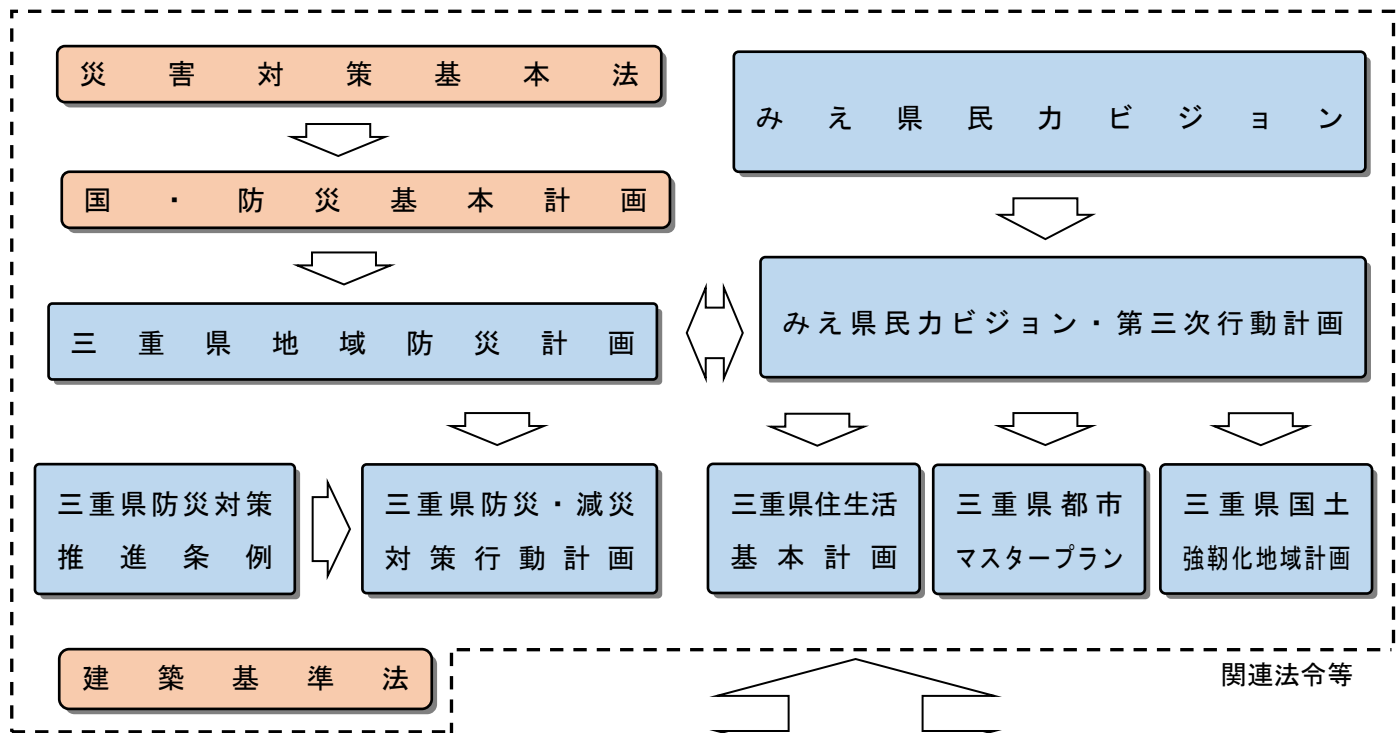 災害対策基本法
みえ県民力ビジョン
国・防災基本計画
三重県地域防災計画
みえ県民力ビジョン・第三次行動計画
三重県防災対策
推進条例
三重県防災・減災
対策行動計画
三重県住生活
基本計画
三重県都市
マスタープラン
三重県国土
強靭化地域計画
建築基準法
関連法令等